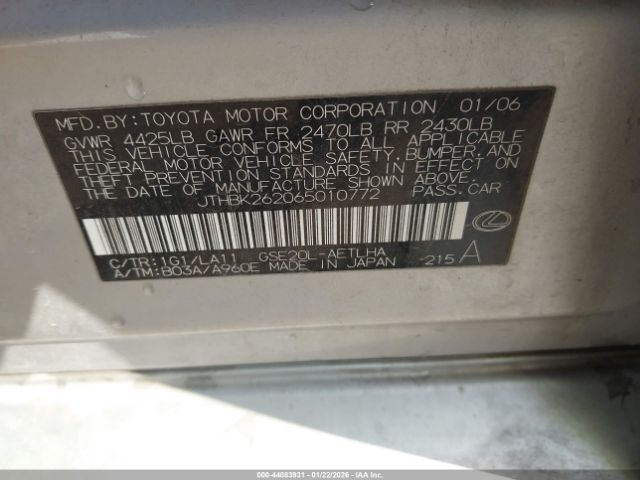 MFD.BY:TOYOTA MOTOR CORPORATION 01/06
GVWR 4425LB GAWR FR 2470LB RR 2430LB
THIS VEHICLE CONFORMS TO ALL APPLICABLE
FEDERAL MOTOR VEHICLE SAFETY,BUMPER,AND
THEFT PREVENTION STANDARDS IN EFFECT ON
THE DATE OF MANUFACTURE SHOWN ABOVE.
JTHBK262065010772 PASS.CAR
C/TR:1G1/LA11 GSE20L-AETLHA 215 A
A/TM:B03A/A960E MADE IN JAPAN
000-44083931 - 01/22/2026 - IAAI.COM